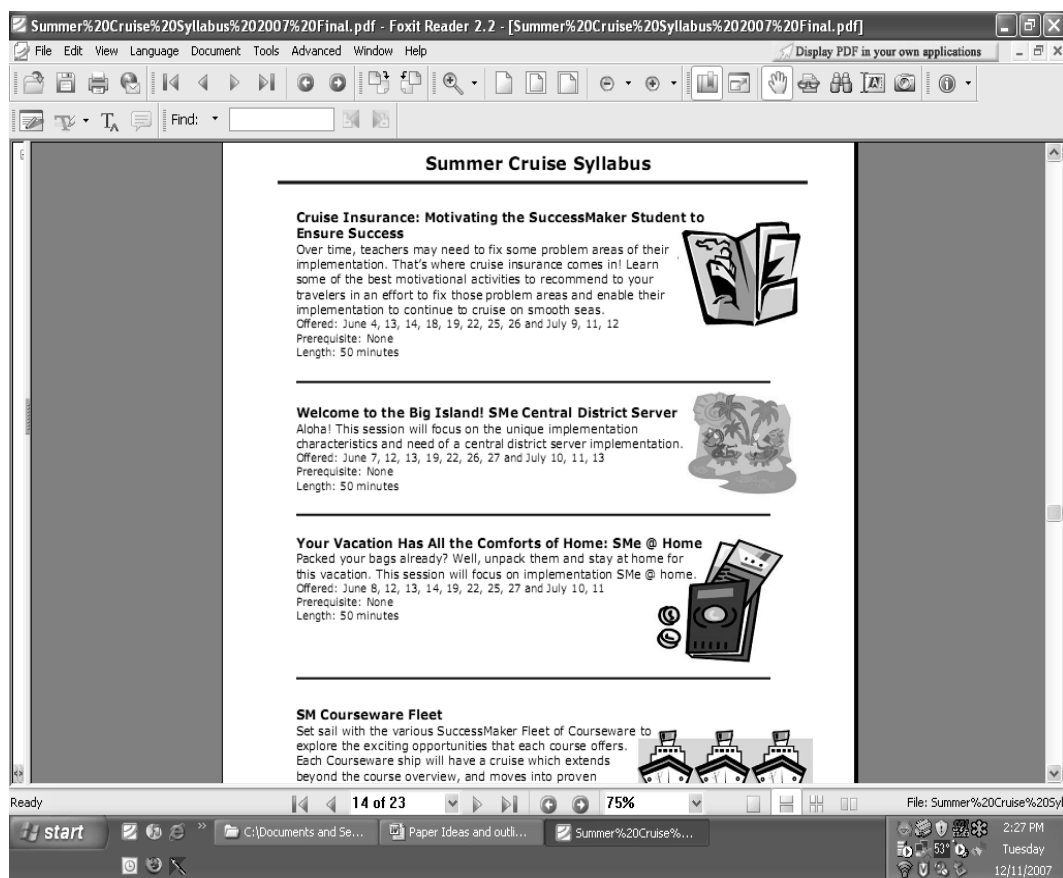 Summer%20Cruise%20Syllabus%202007%20Final.pdf - Foxit Reader 2.2 - [Summer%20Cruise%20Syllabus%202007%20Final.pdf]
File Edit View Language Document Tools Advanced Window Help
Display PDF in your own applications
Find:
Summer Cruise Syllabus
Cruise Insurance: Motivating the SuccessMaker Student to
Ensure Success
Over time, teachers may need to fix some problem areas of their
implementation. That's where cruise insurance comes in! Learn
some of the best motivational activities to recommend to your
travelers in an effort to fix those problem areas and enable their
implementation to continue to cruise on smooth seas.
Offered: June 4, 13, 14, 18, 19, 22, 25, 26 and July 9, 11, 12
Prerequisite: None
Length: 50 minutes
Welcome to the Big Island! SMe Central District Server
Aloha! This session will focus on the unique implementation
characteristics and need of a central district server implementation.
Offered: June 7, 12, 13, 19, 22, 26, 27 and July 10, 11, 13
Prerequisite: None
Length: 50 minutes
Your Vacation Has All the Comforts of Home: SMe @ Home
Packed your bags already? Well, unpack them and stay at home for
this vacation. This session will focus on implementation SMe @ home.
Offered: June 8, 12, 13, 14, 19, 22, 25, 27 and July 10, 11
Prerequisite: None
Length: 50 minutes
SM Courseware Fleet
Set sail with the various SuccessMaker Fleet of Courseware to
explore the exciting opportunities that each course offers.
Each Courseware ship will have a cruise which extends
beyond the course overview, and moves into proven
Ready 14 of 23 75% File: Summer%20Cruise%20Syl
start C:\Documents and Se... Paper Ideas and outli... Summer%20Cruise%... 2:27 PM
53° Tuesday
12/11/2007